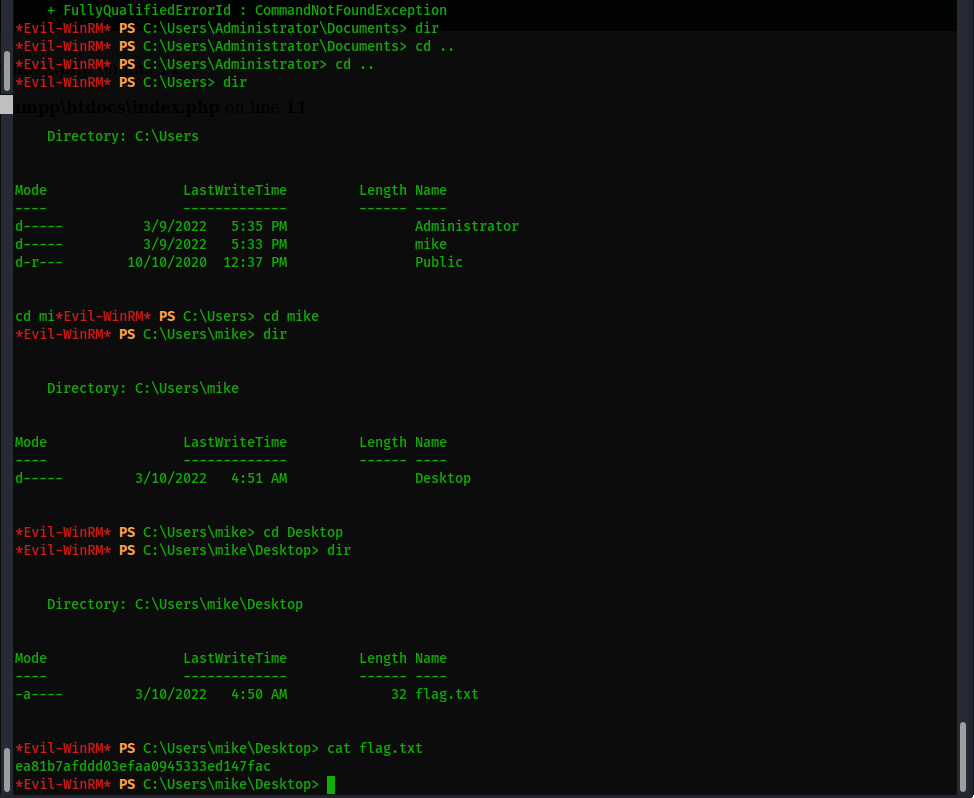 + FullyQualifiedErrorId : CommandNotFoundException
*Evil-WinRM* PS C:\Users\Administrator\Documents> dir
*Evil-WinRM* PS C:\Users\Administrator\Documents> cd ..
*Evil-WinRM* PS C:\Users\Administrator> cd ..
*Evil-WinRM* PS C:\Users> dir
ampp\htdocs\index.php on line 11
Directory: C:\Users
Mode LastWriteTime Length Name
---- ------------- ------ ----
d----- 3/9/2022 5:35 PM Administrator
d----- 3/9/2022 5:33 PM mike
d-r--- 10/10/2020 12:37 PM Public
cd mi*Evil-WinRM* PS C:\Users> cd mike
*Evil-WinRM* PS C:\Users\mike> dir
Directory: C:\Users\mike
Mode LastWriteTime Length Name
---- ------------- ------ ----
d----- 3/10/2022 4:51 AM Desktop
*Evil-WinRM* PS C:\Users\mike> cd Desktop
*Evil-WinRM* PS C:\Users\mike\Desktop> dir
Directory: C:\Users\mike\Desktop
Mode LastWriteTime Length Name
---- ------------- ------ ----
-a---- 3/10/2022 4:50 AM 32 flag.txt
*Evil-WinRM* PS C:\Users\mike\Desktop> cat flag.txt
ea81b7afddd03efaa0945333ed147fac
*Evil-WinRM* PS C:\Users\mike\Desktop>